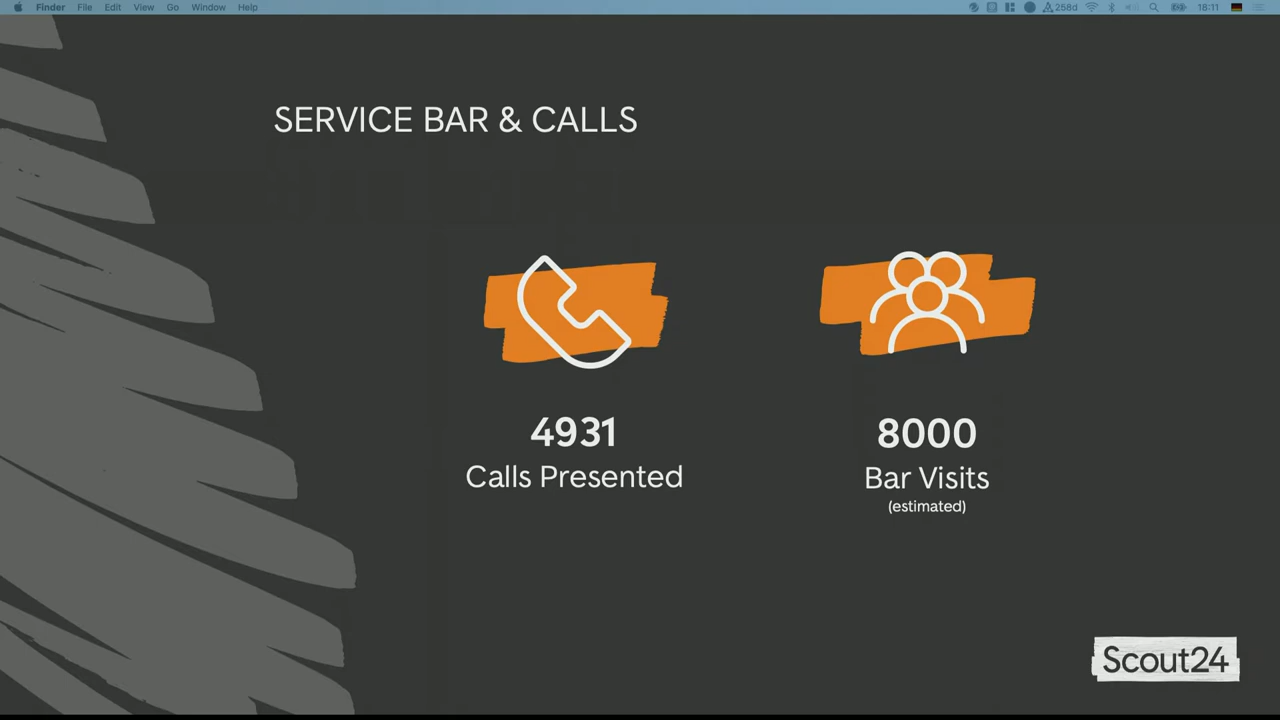 Finder File Edit View Go Window Help 258d 18:11
SERVICE BAR & CALLS
4931
Calls Presented
8000
Bar Visits
(estimated)
Scout24